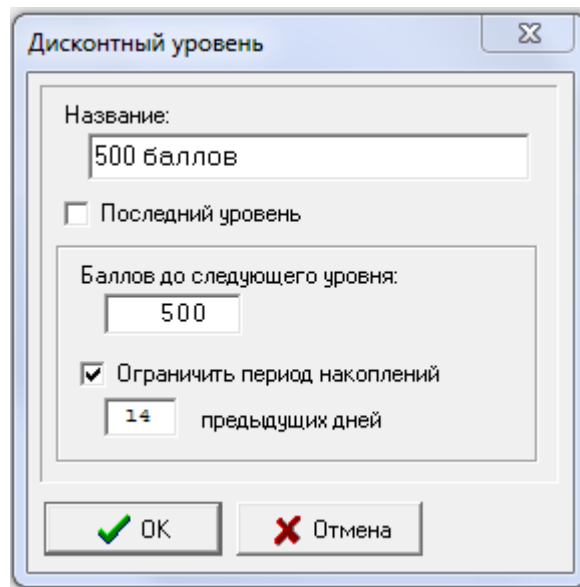 Дисконтный уровень
Название:
500 баллов
Последний уровень
Баллов до следующего уровня:
500
Ограничить период накоплений
14 предыдущих дней
OK Отмена